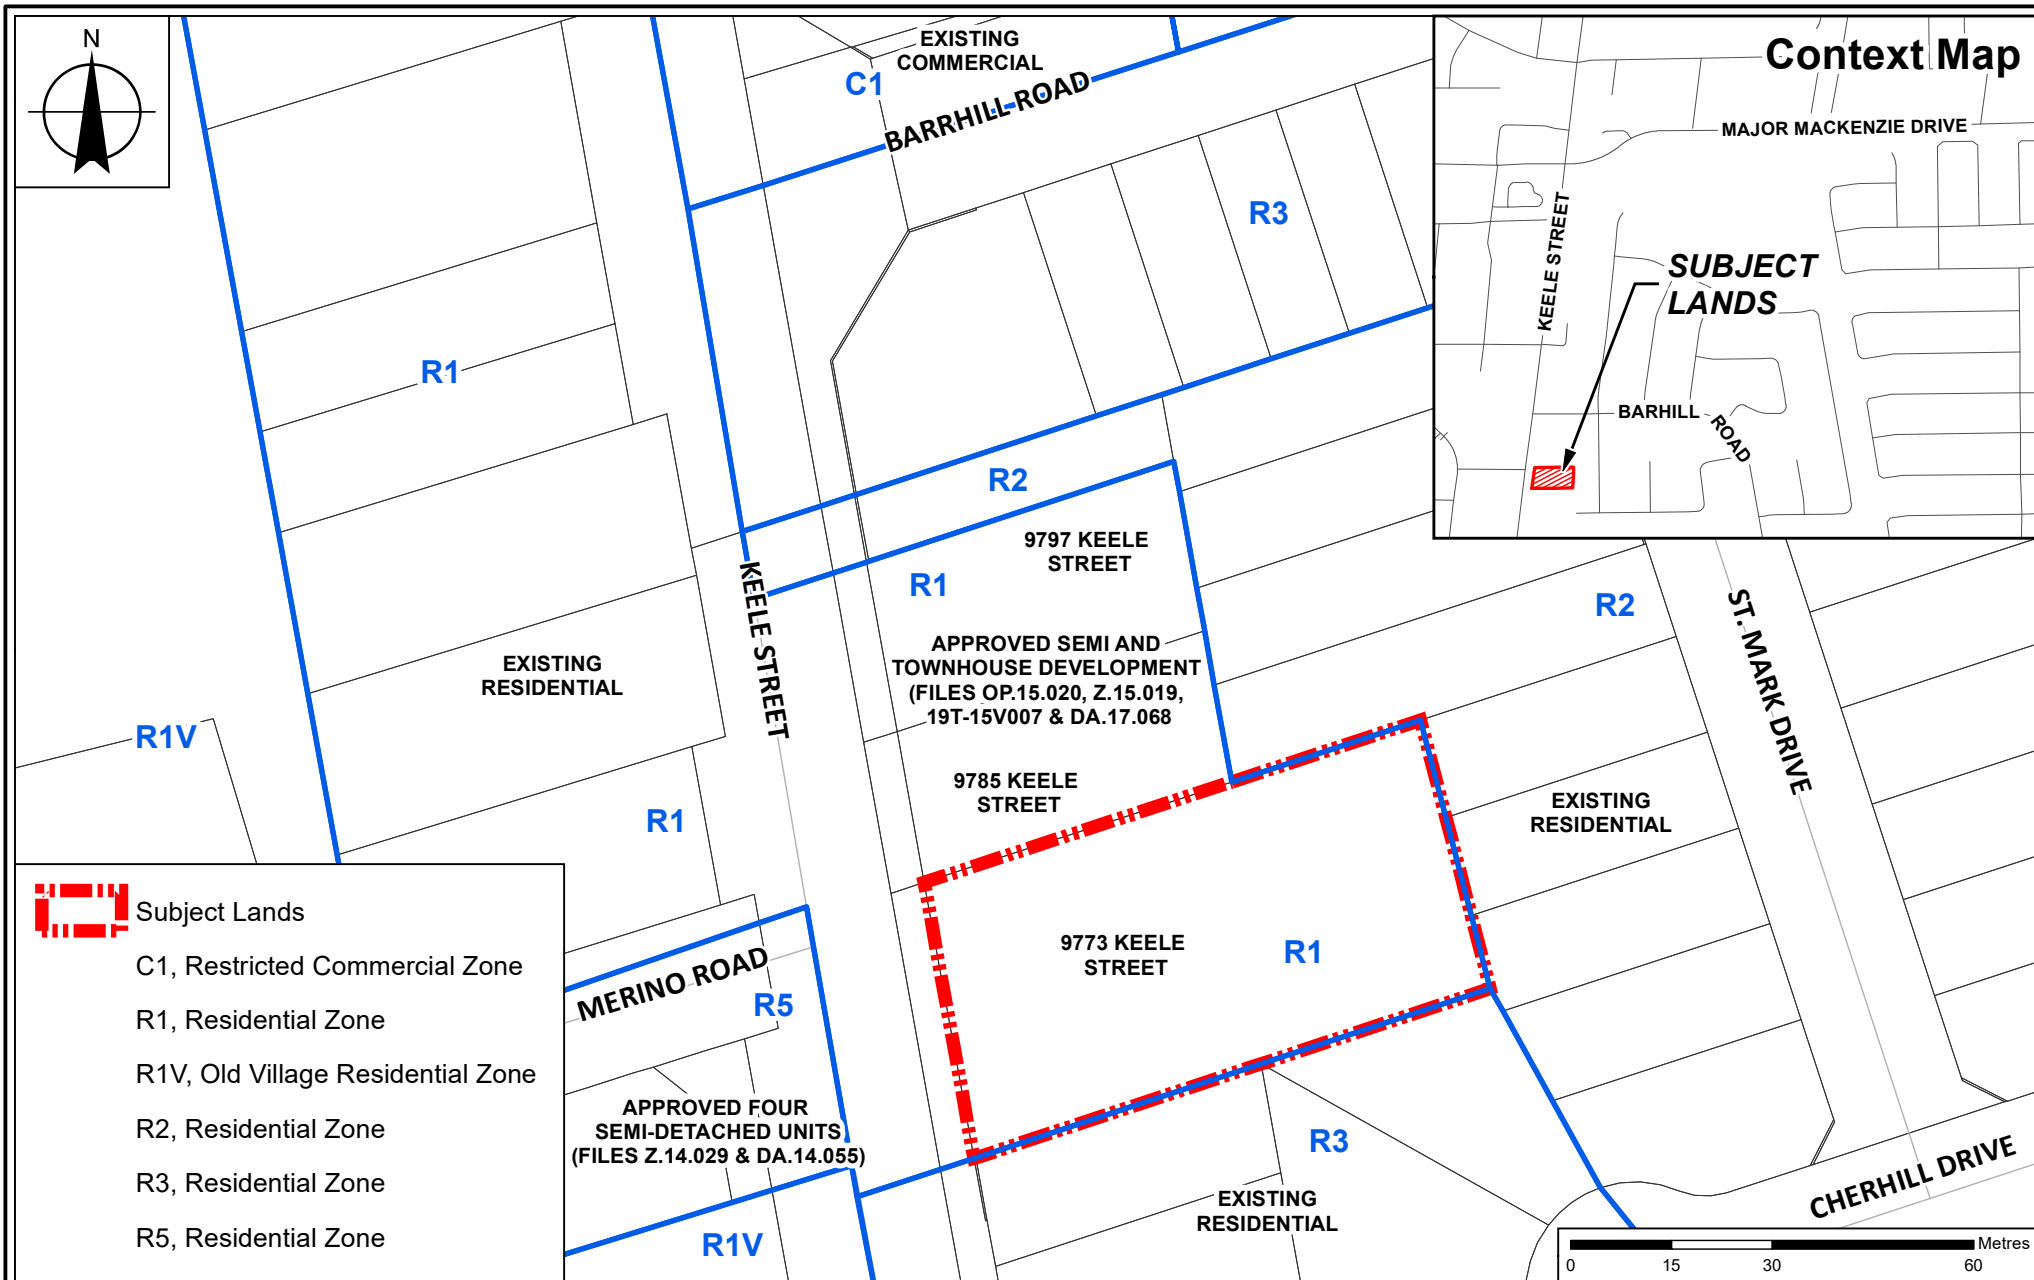 N
EXISTING
COMMERCIAL
C1
BARRHILL ROAD
R3
R1
R2
9797 KEELE
STREET
R1
KEELE STREET
APPROVED SEMI AND
TOWNHOUSE DEVELOPMENT
(FILES OP.15.020, Z.15.019,
19T-15V007 & DA.17.068
EXISTING
RESIDENTIAL
R1V
R2
ST. MARK DRIVE
9785 KEELE
STREET
R1
EXISTING
RESIDENTIAL
9773 KEELE
STREET
R1
MERINO ROAD
R5
APPROVED FOUR
SEMI-DETACHED UNITS
(FILES Z.14.029 & DA.14.055)
R3
EXISTING
RESIDENTIAL
R1V
CHERHILL DRIVE
Context Map
MAJOR MACKENZIE DRIVE
KEELE STREET
SUBJECT
LANDS
BARHILL
ROAD
Subject Lands
C1, Restricted Commercial Zone
R1, Residential Zone
R1V, Old Village Residential Zone
R2, Residential Zone
R3, Residential Zone
R5, Residential Zone
Metres
0 15 30 60